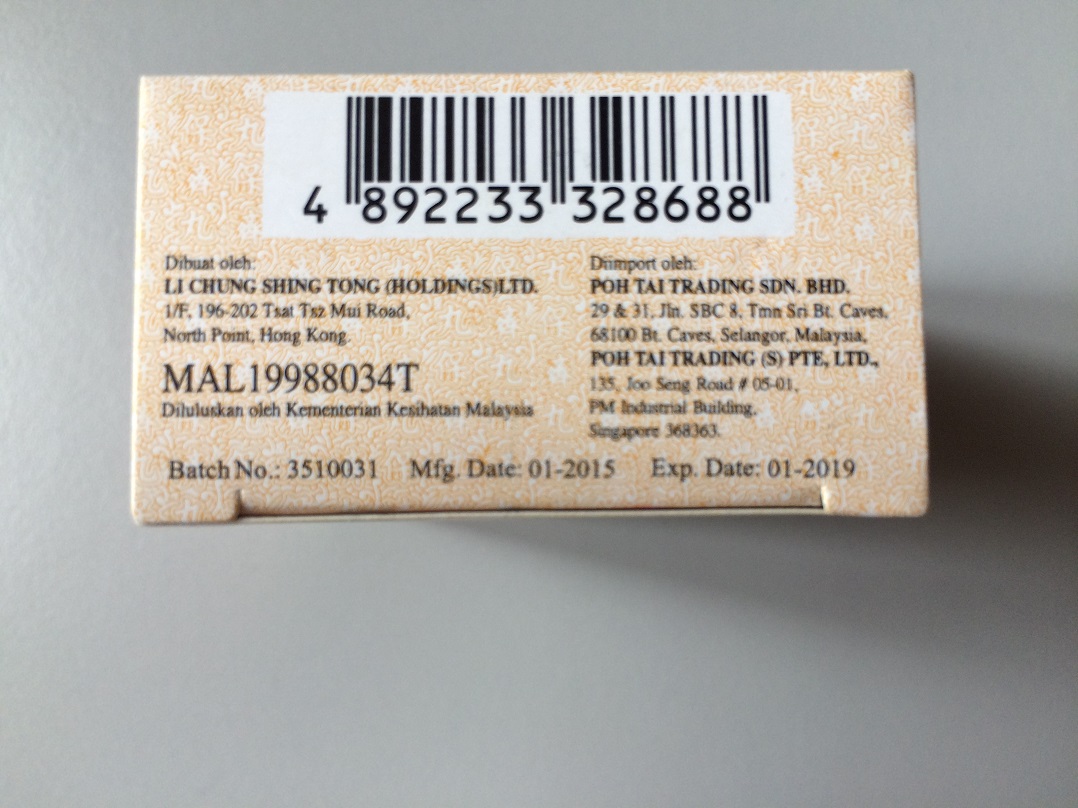 4 892233 328688
Dibuat oleh:
LI CHUNG SHING TONG (HOLDINGS)LTD.
1/F, 196-202 Tsat Tsz Mui Road,
North Point, Hong Kong.
MAL19988034T
Diluluskan oleh Kementerian Kesihatan Malaysia
Diimport oleh:
POH TAI TRADING SDN. BHD.
29 & 31, Jln. SBC 8, Tmn Sri Bt. Caves,
68100 Bt. Caves, Selangor, Malaysia,
POH TAI TRADING (S) PTE, LTD.,
135, Joo Seng Road # 05-01,
PM Industrial Building,
Singapore 368363.
Batch No.: 3510031 Mfg. Date: 01-2015 Exp. Date: 01-2019